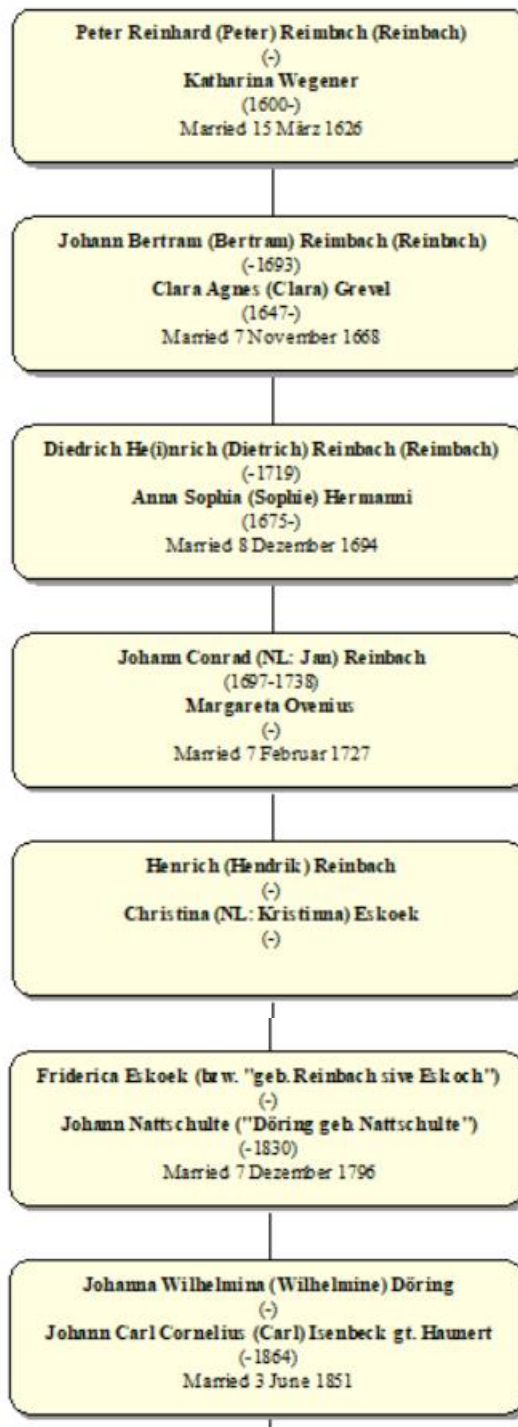 Peter Reinhard (Peter) Reimbach (Reinbach)
(-)
Katharina Wegener
(1600-)
Married 15 März 1626
Johann Bertram (Bertram) Reimbach (Reinbach)
(-1693)
Clara Agnes (Clara) Grevel
(1647-)
Married 7 November 1668
Diedrich He(i)nrich (Dietrich) Reinbach (Reimbach)
(-1719)
Anna Sophia (Sophie) Hermanni
(1675-)
Married 8 Dezember 1694
Johann Conrad (NL: Jan) Reinbach
(1697-1738)
Margareta Ovenius
(-)
Married 7 Februar 1727
Henrich (Hendrik) Reinbach
(-)
Christina (NL: Kristinna) Eskoek
(-)
Friderica Eskoek (bzw. "geb. Reinbach sive Eskoch")
(-)
Johann Nattschulte ("Döring geb. Nattschulte")
(-1830)
Married 7 Dezember 1796
Johanna Wilhelmina (Wilhelmine) Döring
(-)
Johann Carl Cornelius (Carl) Isenbeck gt. Haunert
(-1864)
Married 3 June 1851